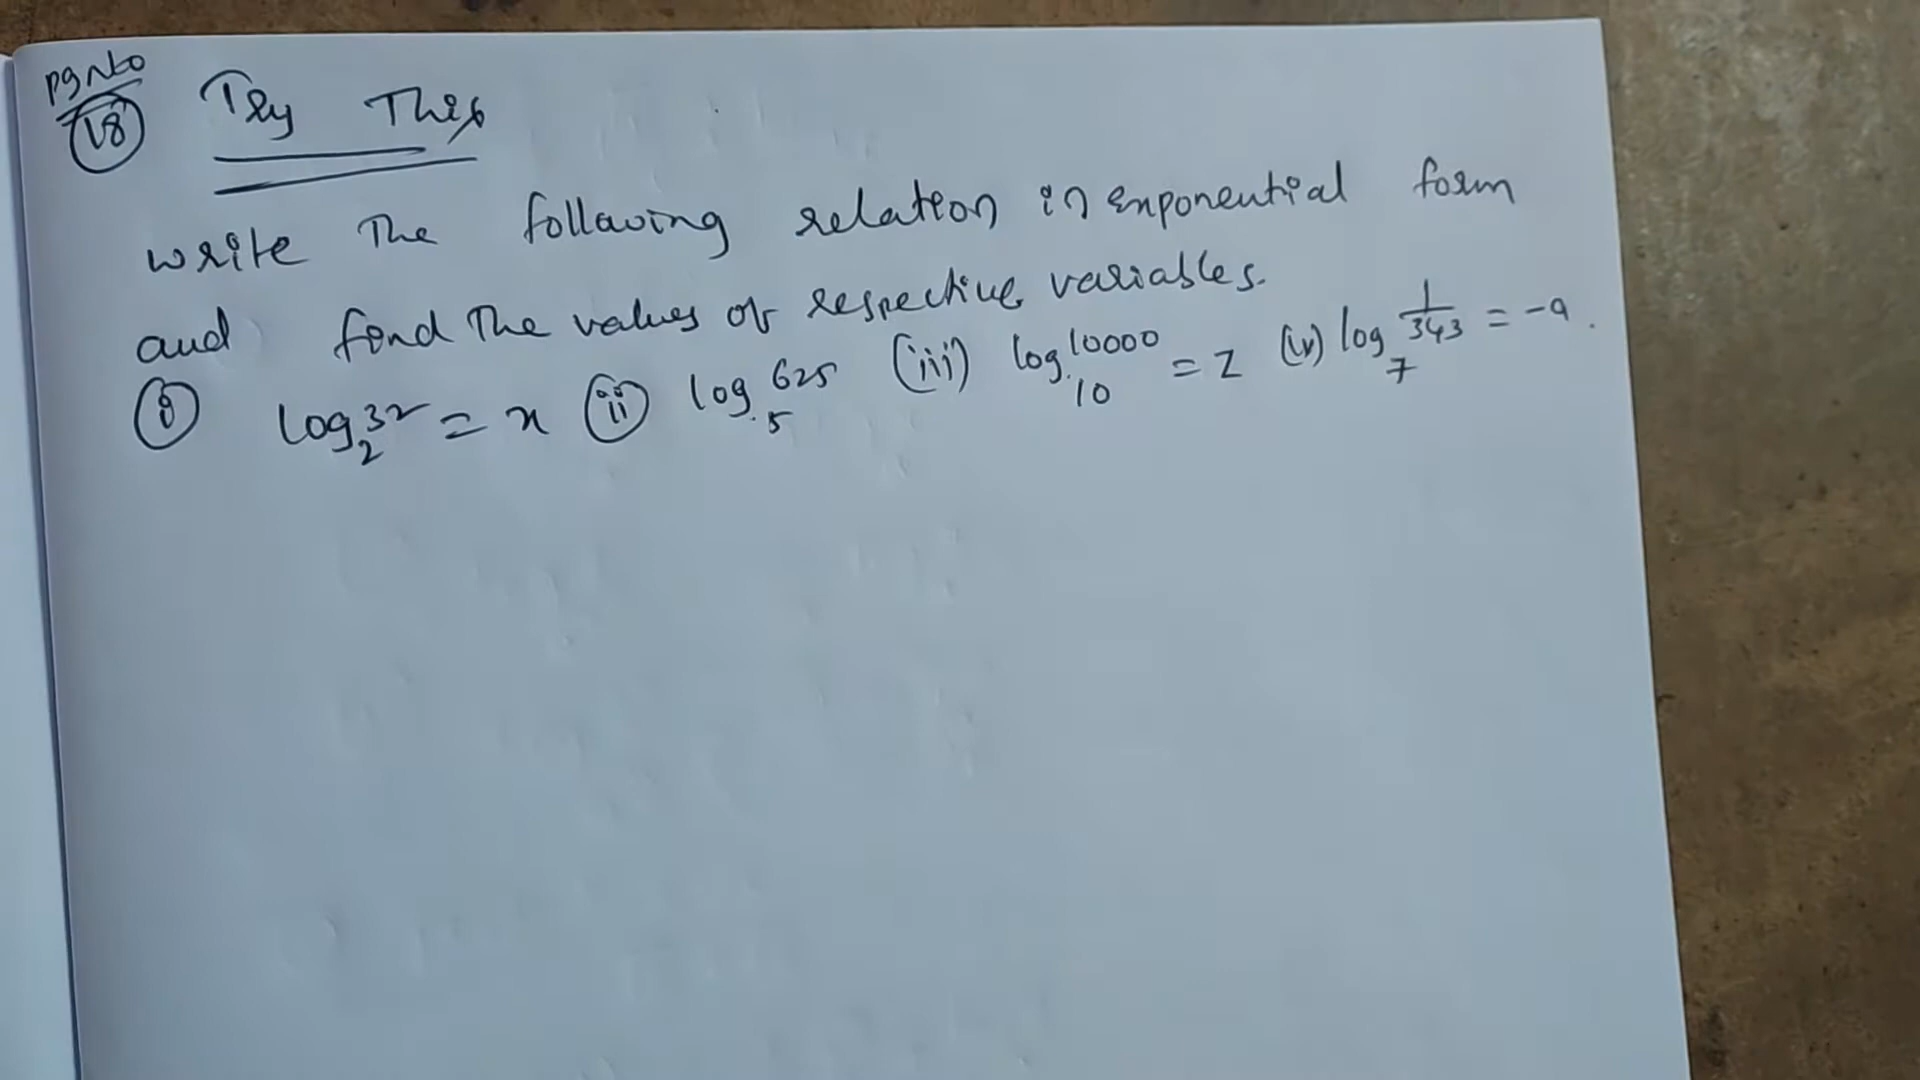 pg No
18 Try This
write The following relation in exponential form
and find The values of respective variables.
(i) log₂32 = x (ii) log₅625 (iii) log₁₀10000 = z (iv) log₇ 1/343 = -a.